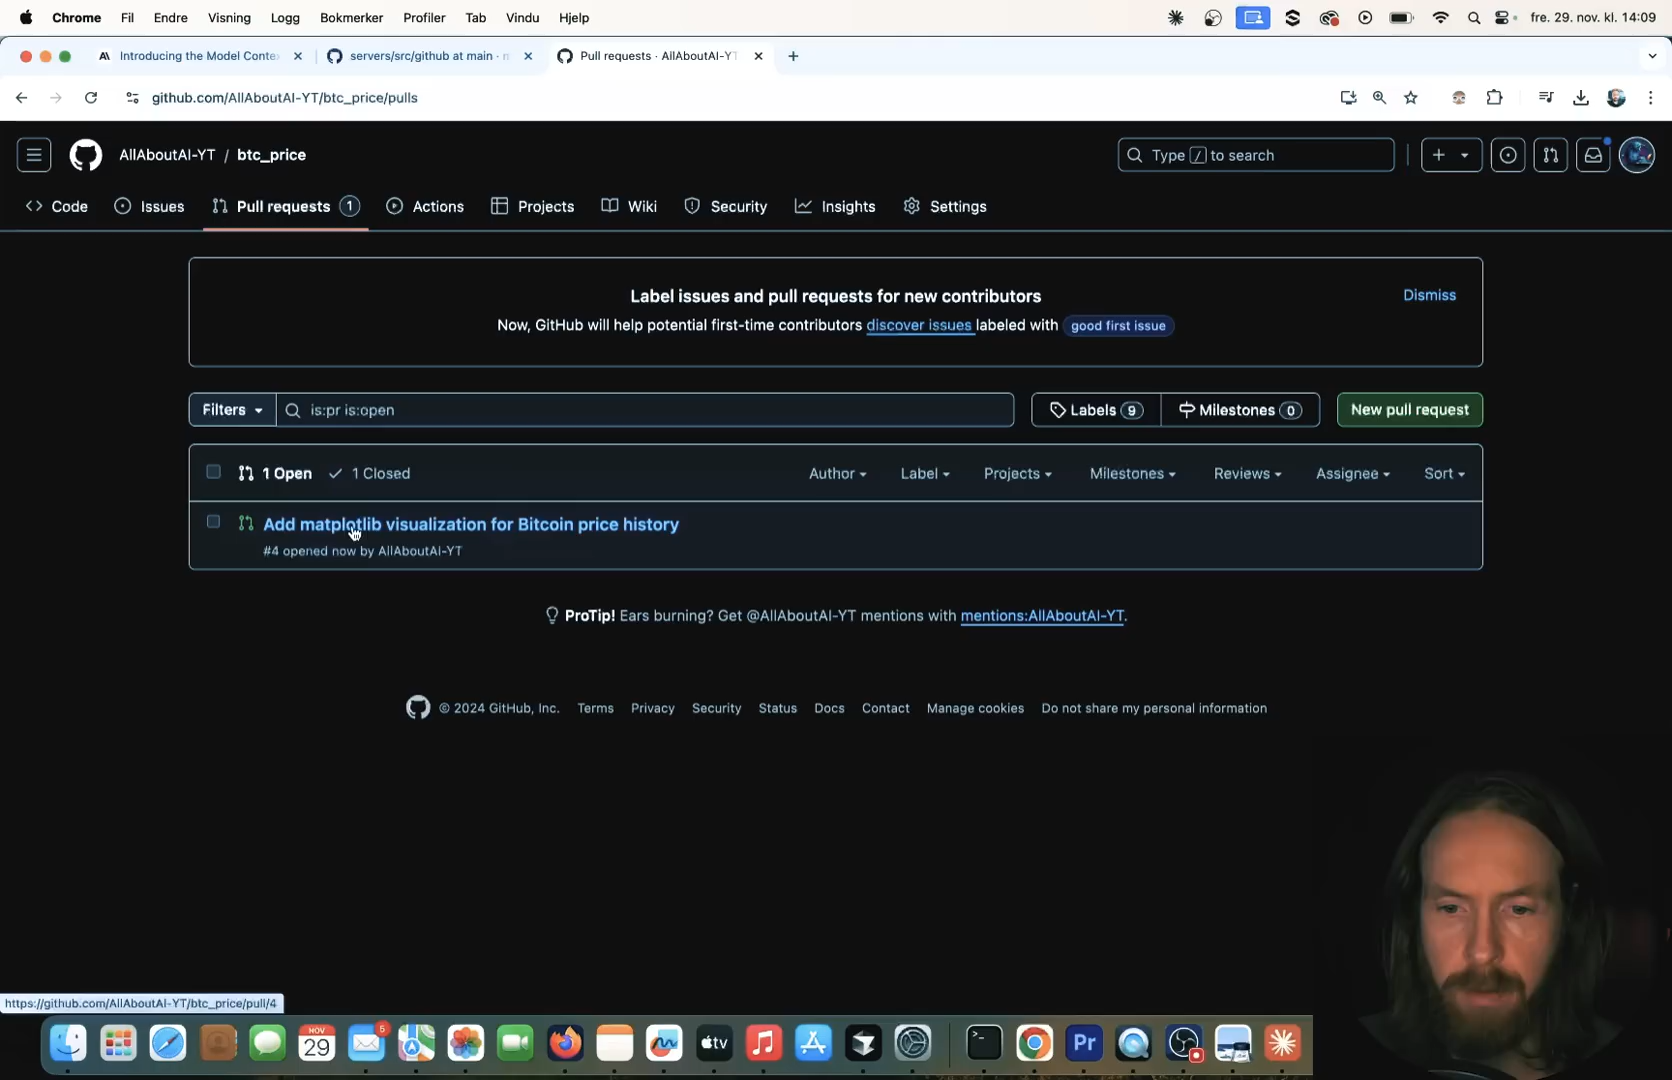 Chrome Fil Endre Visning Logg Bokmerker Profiler Tab Vindu Hjelp fre. 29. nov. kl. 14:09
Introducing the Model Conte servers/src/github at main · Pull requests · AllAboutAI-YT
github.com/AllAboutAI-YT/btc_price/pulls
AllAboutAI-YT / btc_price Type / to search
Code Issues Pull requests 1 Actions Projects Wiki Security Insights Settings
Label issues and pull requests for new contributors Dismiss
Now, GitHub will help potential first-time contributors discover issues labeled with good first issue
Filters is:pr is:open Labels 9 Milestones 0 New pull request
1 Open 1 Closed Author Label Projects Milestones Reviews Assignee Sort
Add matplotlib visualization for Bitcoin price history
#4 opened now by AllAboutAI-YT
ProTip! Ears burning? Get @AllAboutAI-YT mentions with mentions:AllAboutAI-YT.
© 2024 GitHub, Inc. Terms Privacy Security Status Docs Contact Manage cookies Do not share my personal information
https://github.com/AllAboutAI-YT/btc_price/pull/4
NOV
29
5
tv
Pr